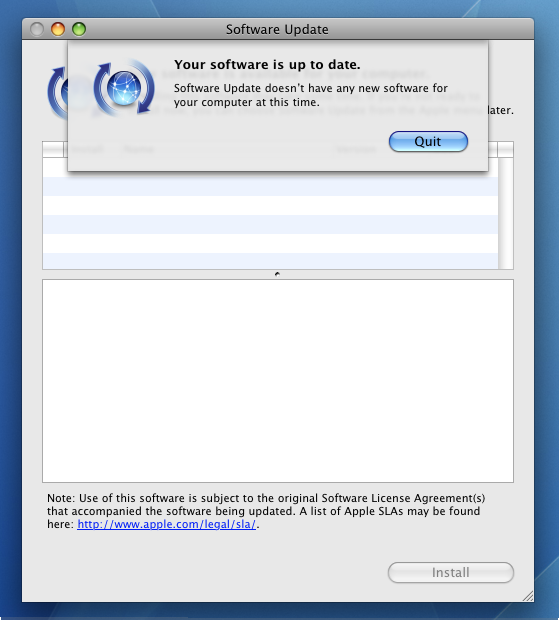 Software Update
Your software is up to date.
Software Update doesn't have any new software for
your computer at this time.
later.
Quit
Install Name Version
Note: Use of this software is subject to the original Software License Agreement(s)
that accompanied the software being updated. A list of Apple SLAs may be found
here: http://www.apple.com/legal/sla/.
Install